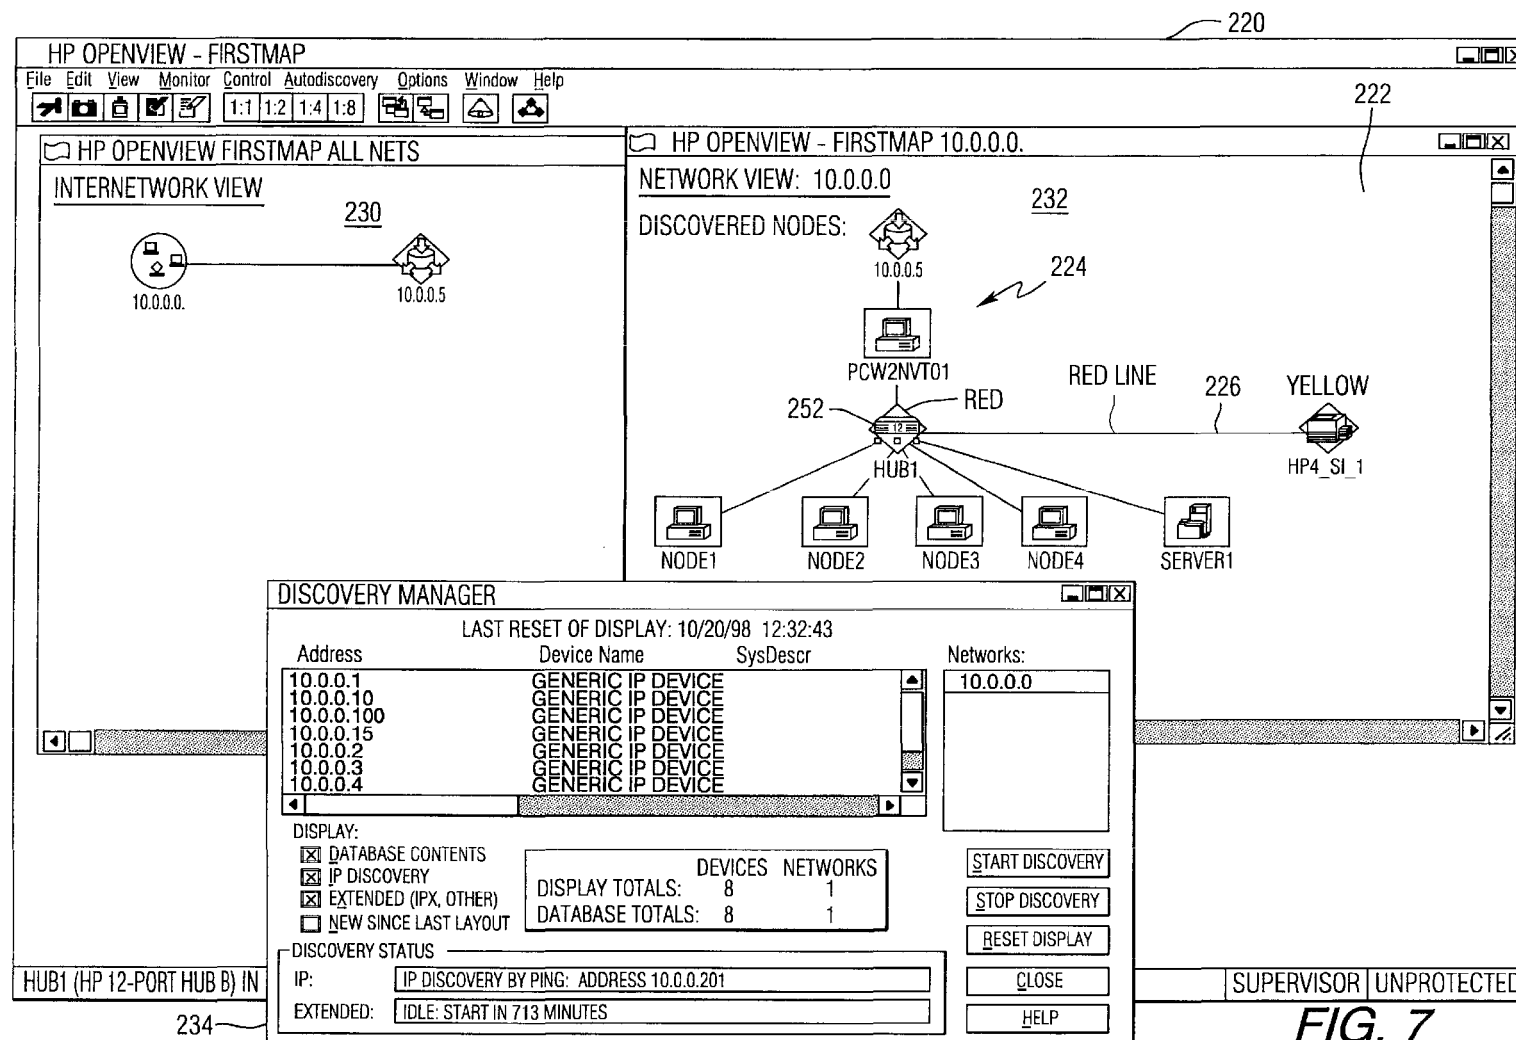 220
HP OPENVIEW - FIRSTMAP
File Edit View Monitor Control Autodiscovery Options Window Help
1:1 1:2 1:4 1:8
222
HP OPENVIEW FIRSTMAP ALL NETS
INTERNETWORK VIEW
230
10.0.0.0.
10.0.0.5
HP OPENVIEW - FIRSTMAP 10.0.0.0.
NETWORK VIEW: 10.0.0.0
232
DISCOVERED NODES:
10.0.0.5
224
PCW2NVT01
RED LINE
226
YELLOW
252
RED
12
HUB1
HP4_SI_1
NODE1
NODE2
NODE3
NODE4
SERVER1
DISCOVERY MANAGER
LAST RESET OF DISPLAY: 10/20/98 12:32:43
Address Device Name SysDescr
10.0.0.1 GENERIC IP DEVICE
10.0.0.10 GENERIC IP DEVICE
10.0.0.100 GENERIC IP DEVICE
10.0.0.15 GENERIC IP DEVICE
10.0.0.2 GENERIC IP DEVICE
10.0.0.3 GENERIC IP DEVICE
10.0.0.4 GENERIC IP DEVICE
Networks:
10.0.0.0
DISPLAY:
DATABASE CONTENTS
IP DISCOVERY
EXTENDED (IPX, OTHER)
NEW SINCE LAST LAYOUT
DEVICES NETWORKS
DISPLAY TOTALS: 8 1
DATABASE TOTALS: 8 1
START DISCOVERY
STOP DISCOVERY
RESET DISPLAY
CLOSE
HELP
DISCOVERY STATUS
IP: IP DISCOVERY BY PING: ADDRESS 10.0.0.201
EXTENDED: IDLE: START IN 713 MINUTES
HUB1 (HP 12-PORT HUB B) IN
SUPERVISOR UNPROTECTED
234
FIG. 7